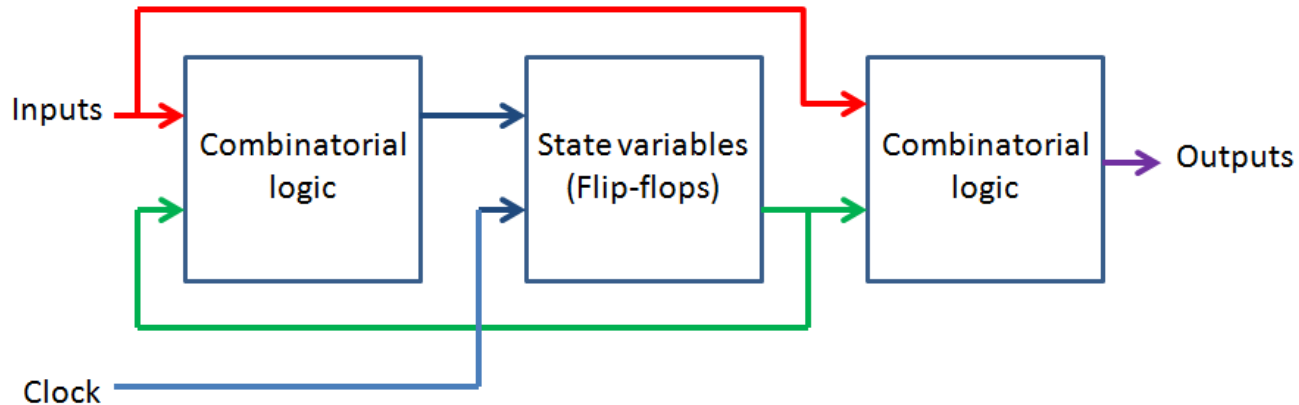 Inputs
Combinatorial
logic
State variables
(Flip-flops)
Combinatorial
logic
Outputs
Clock